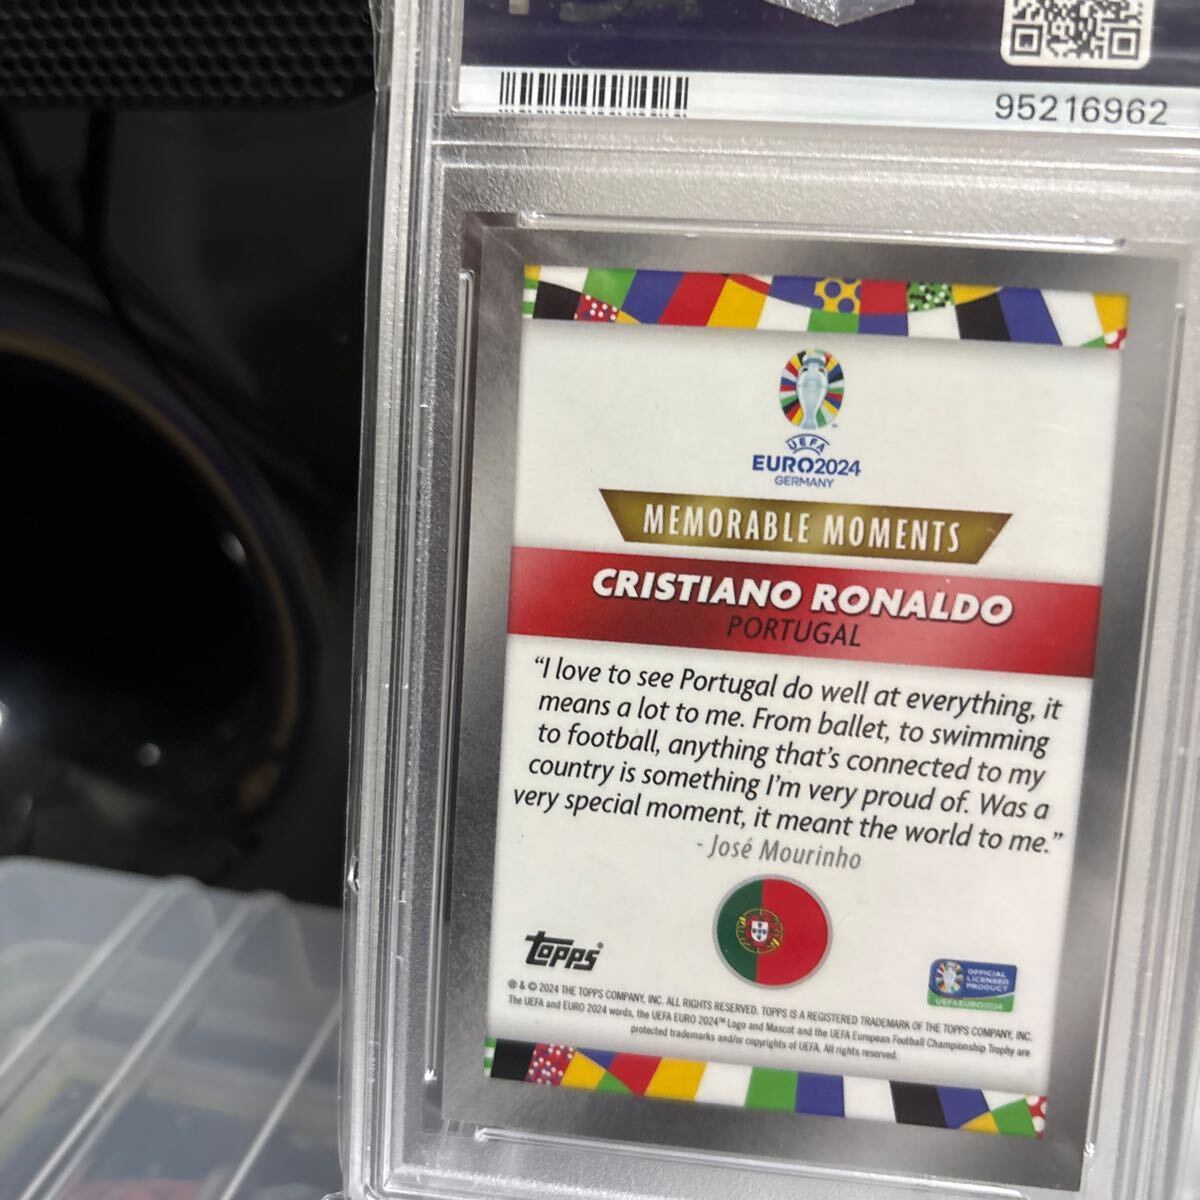 95216962
UEFA
EURO2024
GERMANY
MEMORABLE MOMENTS
CRISTIANO RONALDO
PORTUGAL
“I love to see Portugal do well at everything, it
means a lot to me. From ballet, to swimming
to football, anything that’s connected to my
country is something I’m very proud of. Was a
very special moment, it meant the world to me.”
- José Mourinho
topps®
OFFICIAL
LICENSED
PRODUCT
UEFA EURO2024
® & © 2024 THE TOPPS COMPANY, INC. ALL RIGHTS RESERVED. TOPPS IS A REGISTERED TRADEMARK OF THE TOPPS COMPANY, INC.
The UEFA and EURO 2024 words, the UEFA EURO 2024™ Logo and Mascot and the UEFA European Football Championship Trophy are
protected trademarks and/or copyrights of UEFA. All rights reserved.